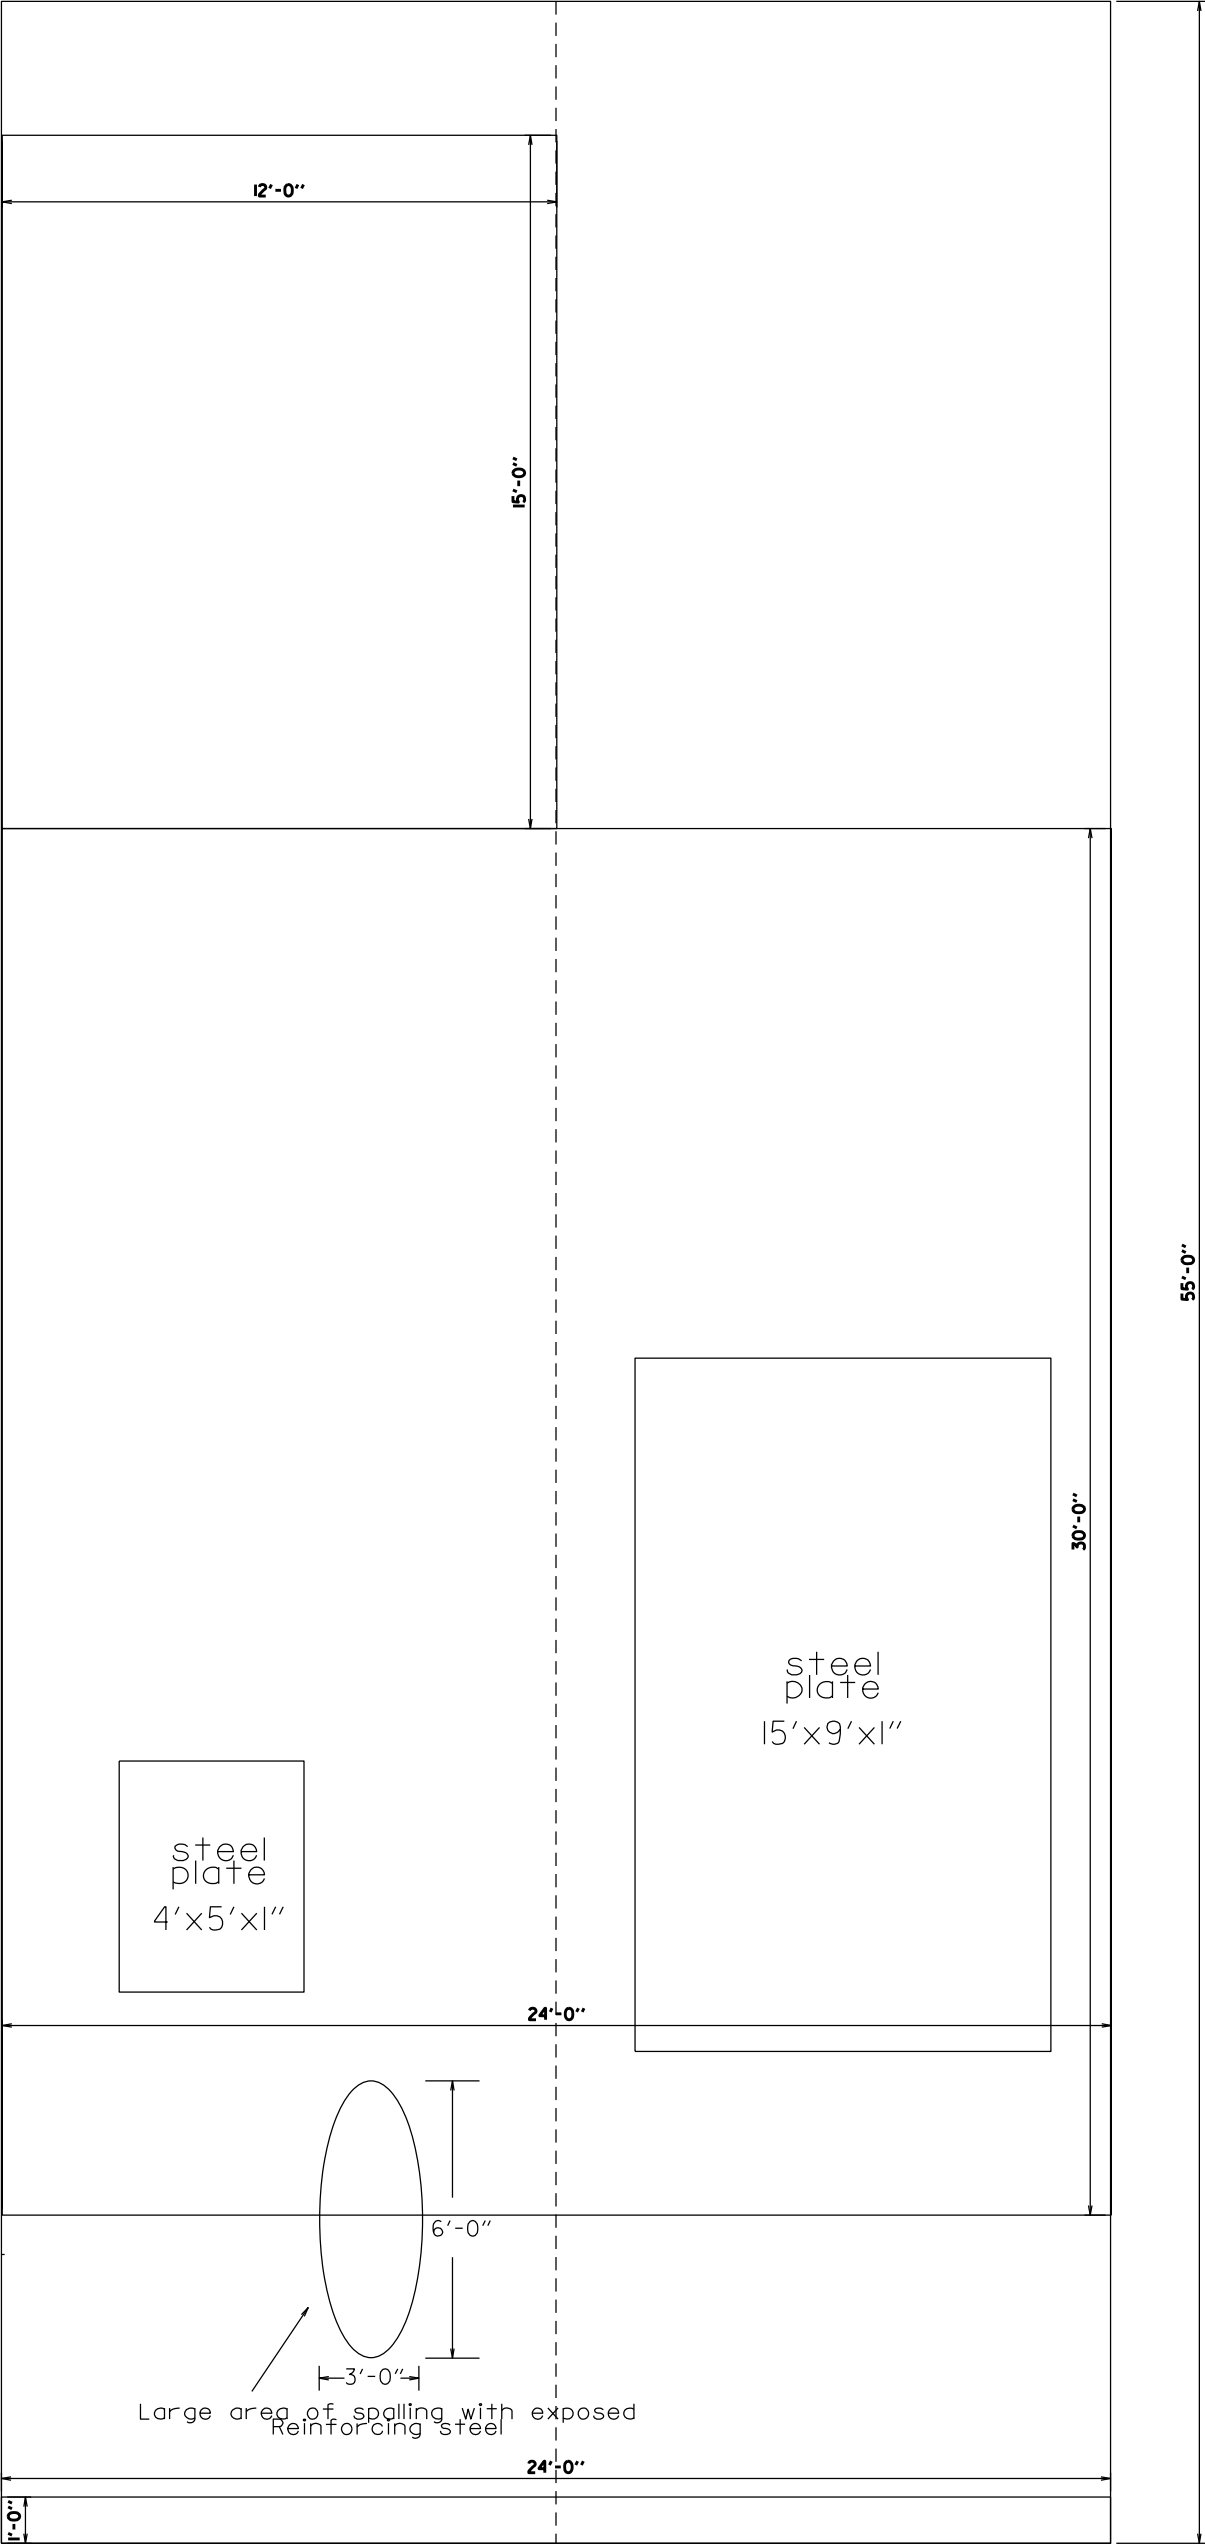 12'-0"
15'-0"
55'-0"
30'-0"
steel
plate
15'x9'x1"
steel
plate
4'x5'x1"
24'-0"
6'-0"
3'-0"
Large area of spalling with exposed
Reinforcing steel
24'-0"
1'-0"